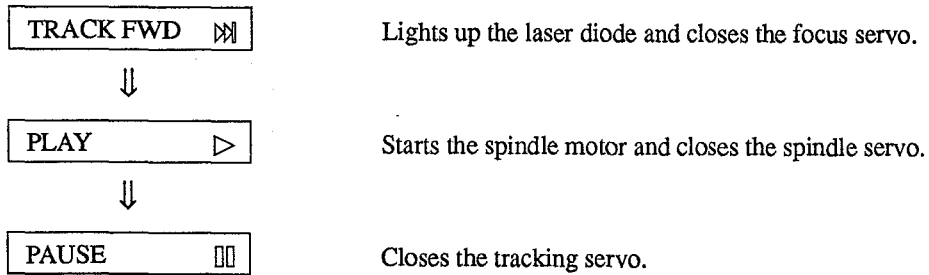 TRACK FWD Lights up the laser diode and closes the focus servo.
PLAY Starts the spindle motor and closes the spindle servo.
PAUSE Closes the tracking servo.